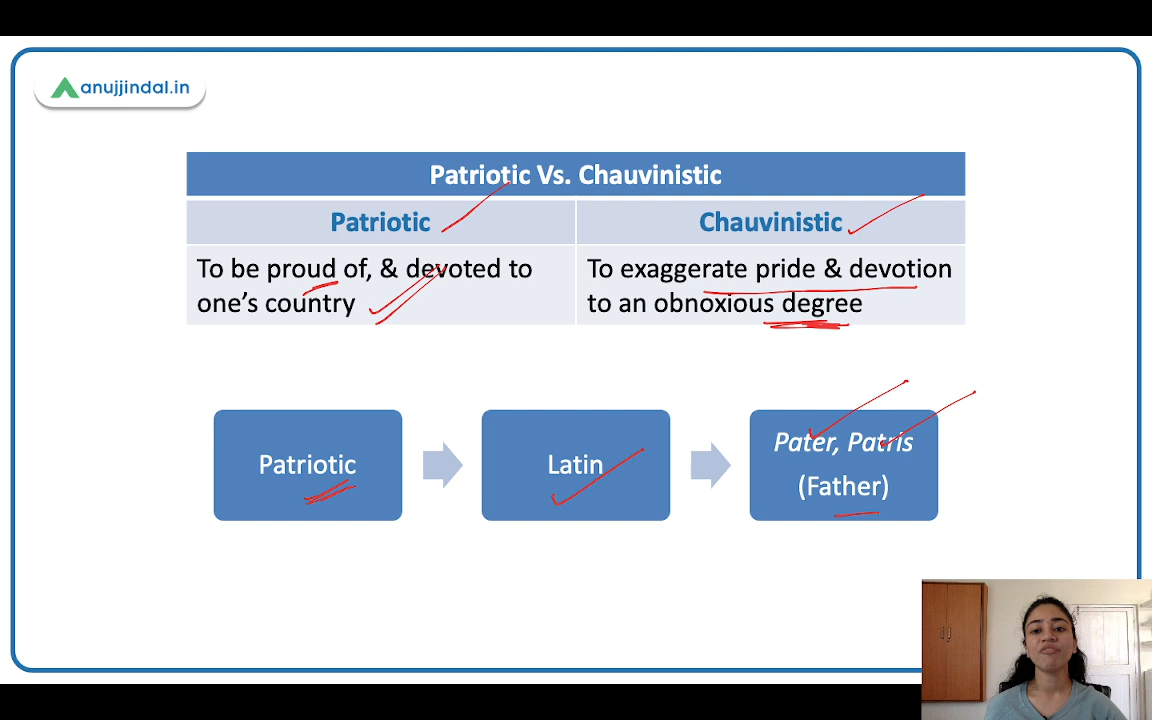 anujjindal.in
Patriotic Vs. Chauvinistic
Patriotic
Chauvinistic
To be proud of, & devoted to
one’s country
To exaggerate pride & devotion
to an obnoxious degree
Patriotic
Latin
Pater, Patris
(Father)